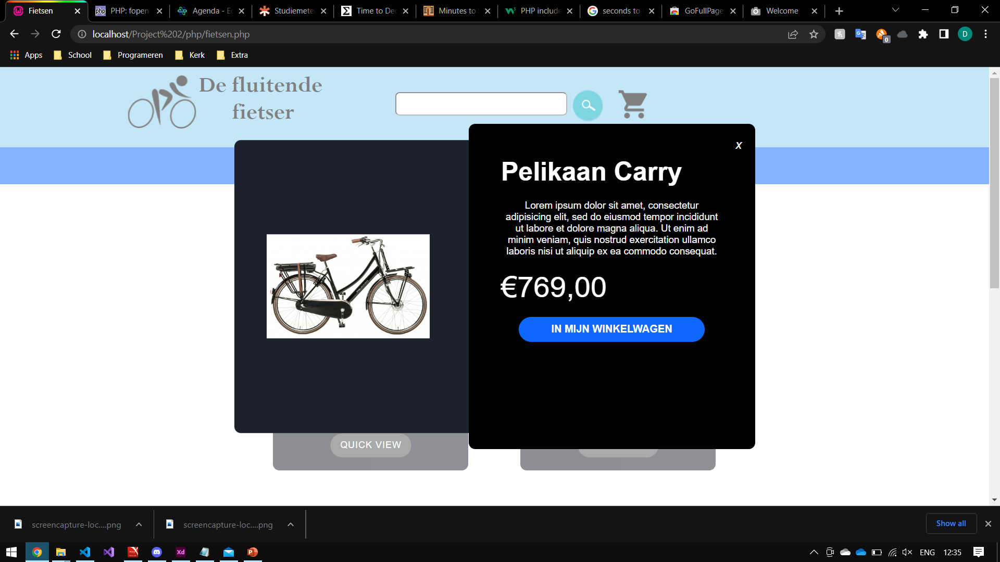 Fietsen
PHP: fopen
Agenda - Ed
Studiemete
Time to Dec
Minutes to
PHP include
seconds to
GoFullPage
Welcome
localhost/Project%202/php/fietsen.php
0
D
Apps
School
Programeren
Kerk
Extra
De fluitende
fietser
X
Pelikaan Carry
Lorem ipsum dolor sit amet, consectetur
adipisicing elit, sed do eiusmod tempor incididunt
ut labore et dolore magna aliqua. Ut enim ad
minim veniam, quis nostrud exercitation ullamco
laboris nisi ut aliquip ex ea commodo consequat.
€769,00
IN MIJN WINKELWAGEN
QUICK VIEW
screencapture-loc....png
screencapture-loc....png
Show all
ENG
12:35